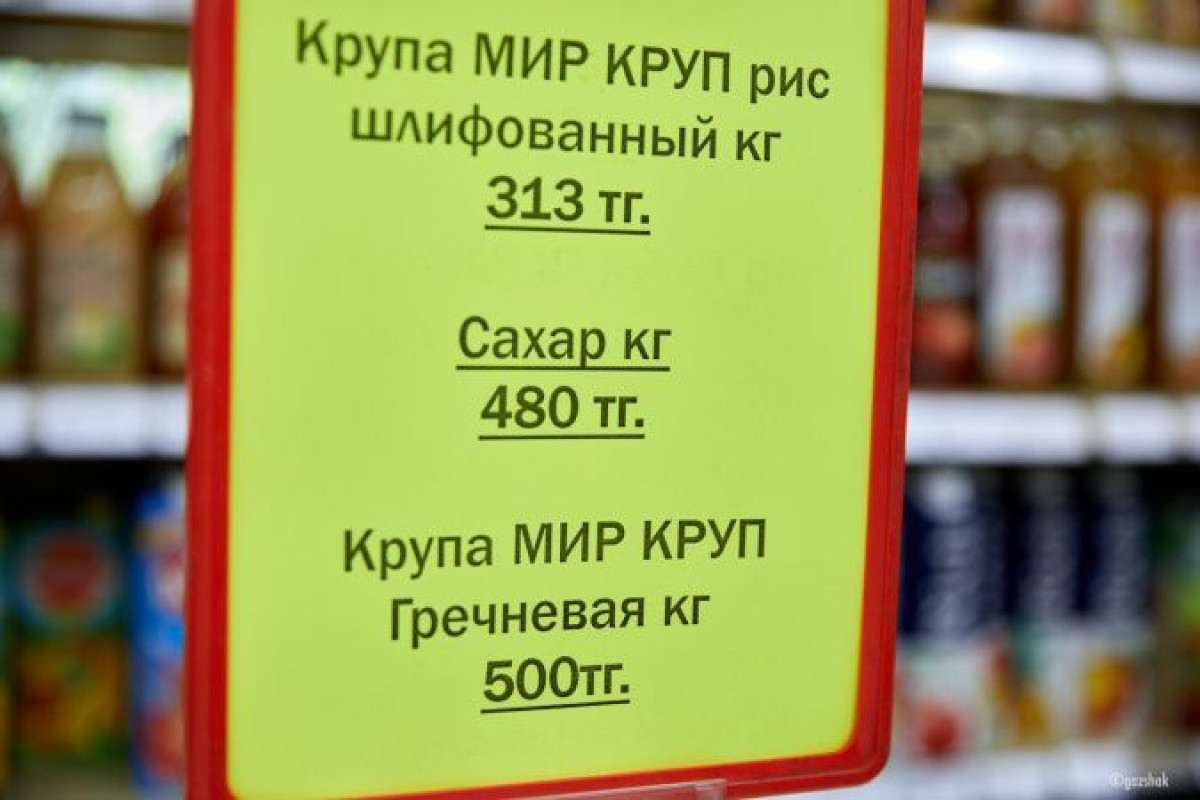 Крупа МИР КРУП рис
шлифованный кг
313 тг.
Сахар кг
480 тг.
Крупа МИР КРУП
Гречневая кг
500тг.
©gazshak